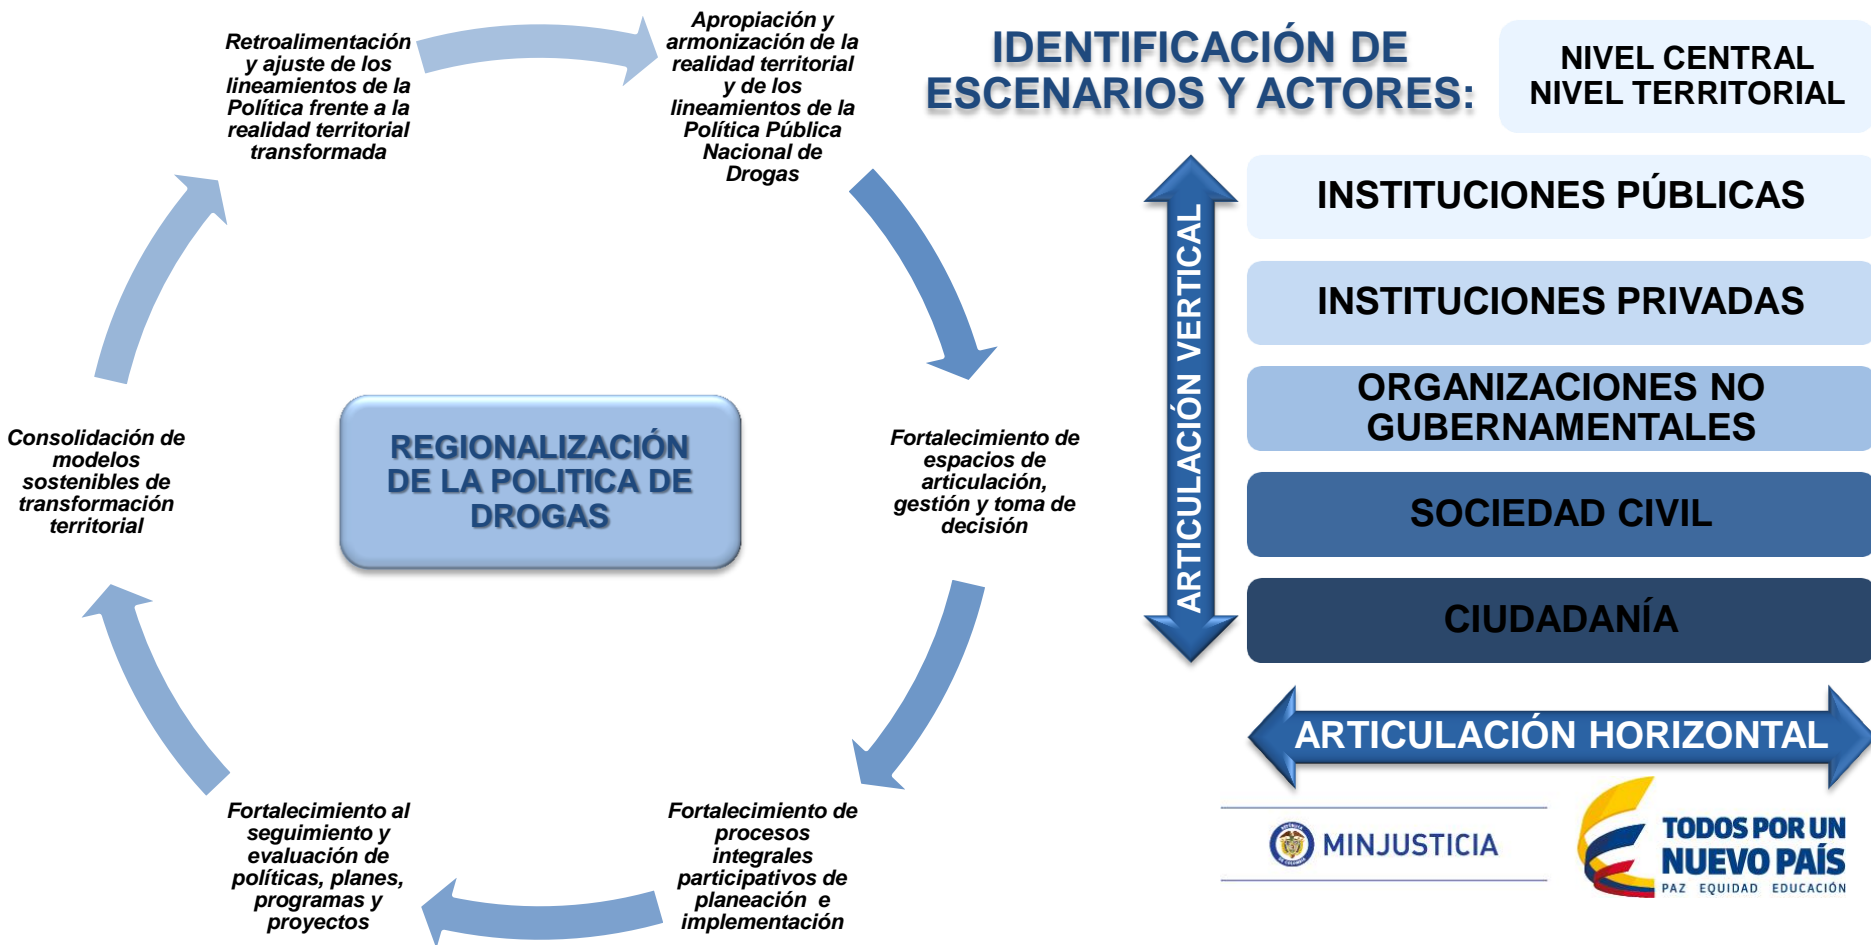 Retroalimentación
y ajuste de los
lineamientos de la
Política frente a la
realidad territorial
transformada
Apropiación y
armonización de la
realidad territorial
y de los
lineamientos de la
Política Pública
Nacional de
Drogas
Fortalecimiento de
espacios de
articulación,
gestión y toma de
decisión
Fortalecimiento de
procesos
integrales
participativos de
planeación e
implementación
Fortalecimiento al
seguimiento y
evaluación de
políticas, planes,
programas y
proyectos
Consolidación de
modelos
sostenibles de
transformación
territorial
REGIONALIZACIÓN
DE LA POLITICA DE
DROGAS
IDENTIFICACIÓN DE
ESCENARIOS Y ACTORES:
NIVEL CENTRAL
NIVEL TERRITORIAL
ARTICULACIÓN VERTICAL
INSTITUCIONES PÚBLICAS
INSTITUCIONES PRIVADAS
ORGANIZACIONES NO
GUBERNAMENTALES
SOCIEDAD CIVIL
CIUDADANÍA
ARTICULACIÓN HORIZONTAL
MINJUSTICIA
TODOS POR UN
NUEVO PAÍS
PAZ EQUIDAD EDUCACIÓN